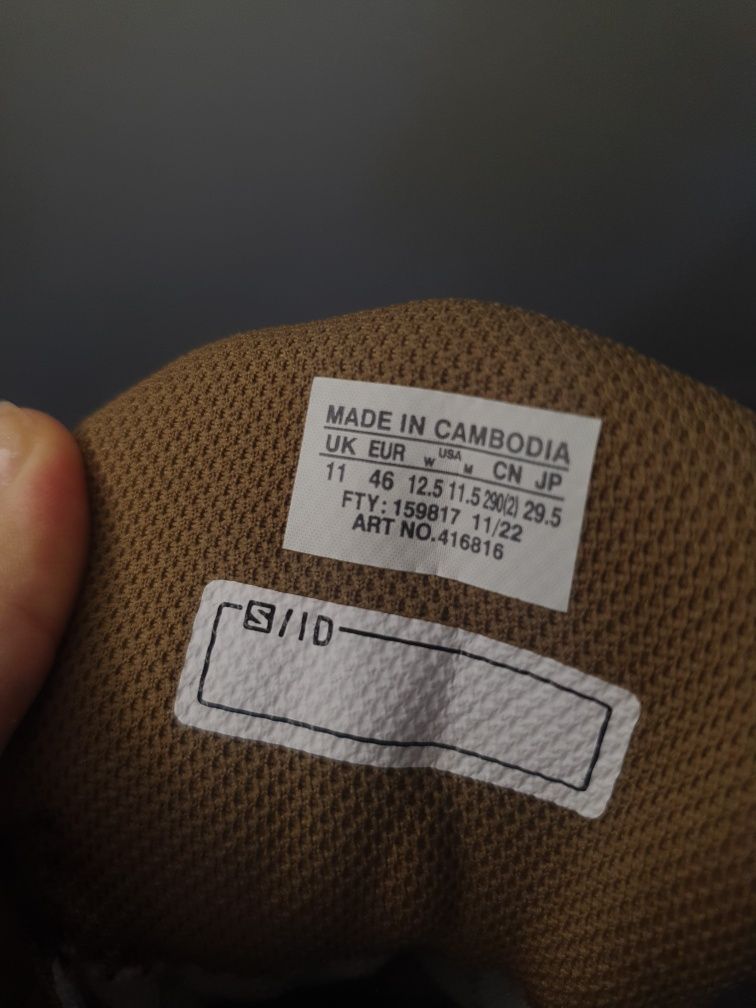 MADE IN CAMBODIA
UK EUR W USA M CN JP
11 46 12.5 11.5 290(2) 29.5
FTY: 159817 11/22
ART NO.416816
S/ID